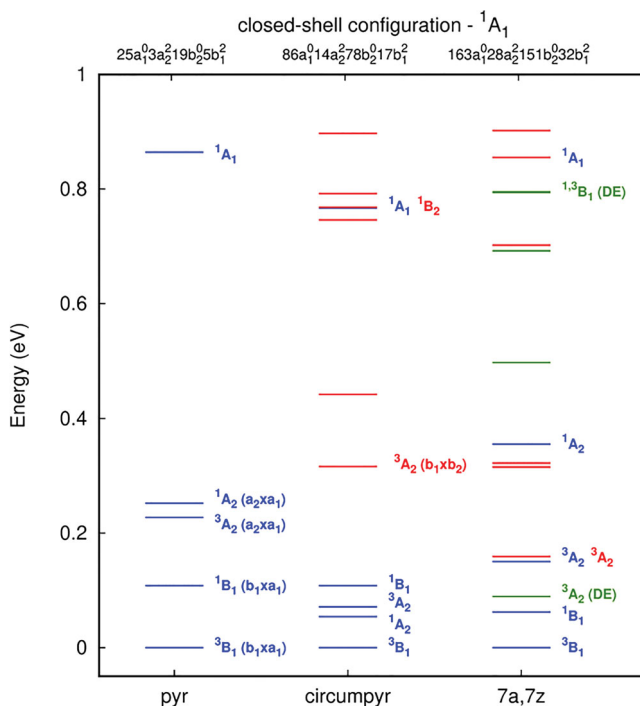 closed-shell configuration - ¹A₁
25a₁⁰3a₂²19b₂⁰5b₁² 86a₁⁰14a₂²78b₂⁰17b₁² 163a₁⁰28a₂²151b₂⁰32b₁²
1
0.8
0.6
0.4
0.2
0
Energy (eV)
¹A₁
¹A₂ (a₂xa₁)
³A₂ (a₂xa₁)
¹B₁ (b₁xa₁)
³B₁ (b₁xa₁)
¹A₁ ¹B₂
³A₂ (b₁xb₂)
¹B₁
³A₂
¹A₂
³B₁
¹A₁
¹,³B₁ (DE)
¹A₂
³A₂ ³A₂
³A₂ (DE)
¹B₁
³B₁
pyr circumpyr 7a,7z